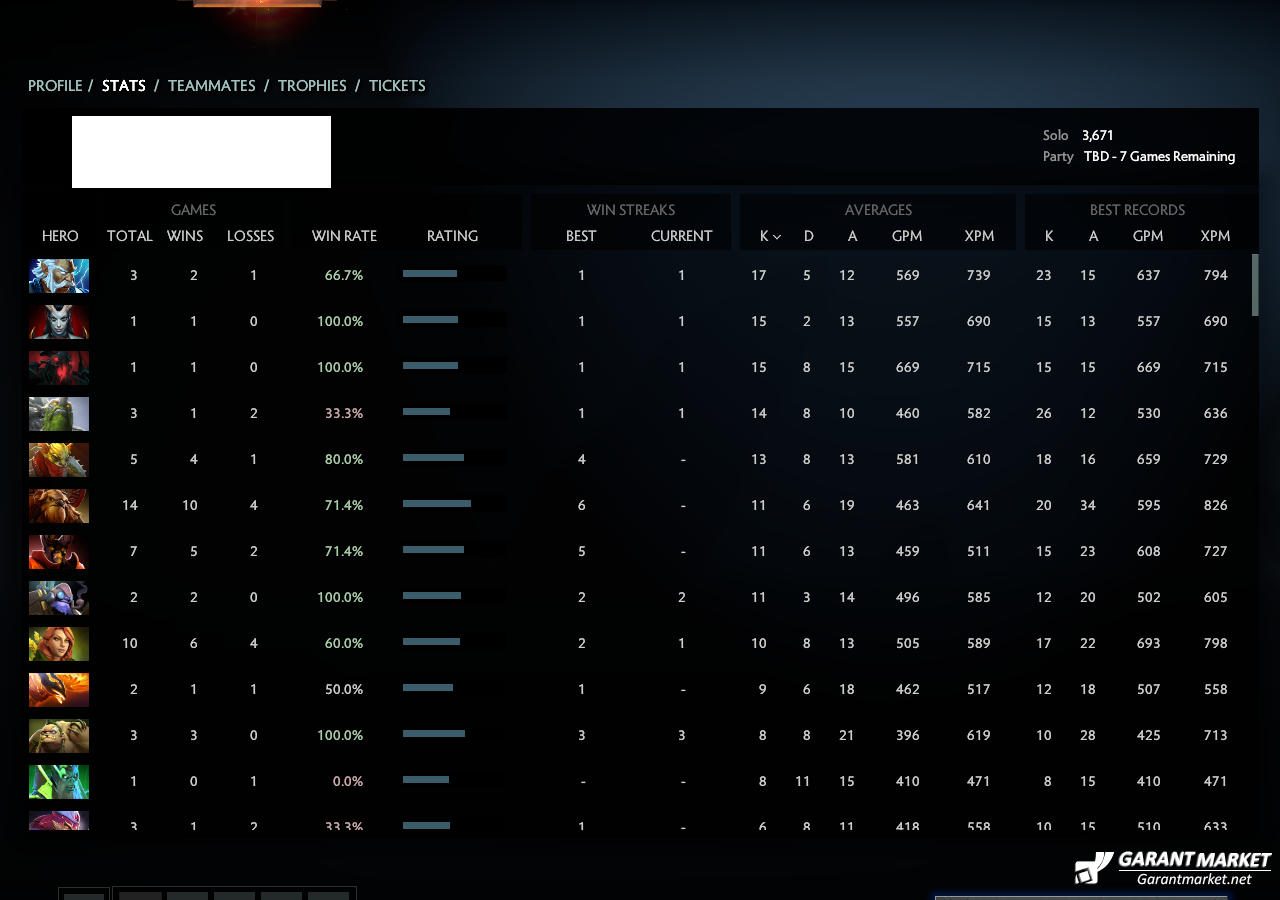 PROFILE / STATS / TEAMMATES / TROPHIES / TICKETS
Solo 3,671
Party TBD - 7 Games Remaining
GAMES WIN STREAKS AVERAGES BEST RECORDS
HERO TOTAL WINS LOSSES WIN RATE RATING BEST CURRENT K D A GPM XPM K A GPM XPM
3 2 1 66.7% 1 1 17 5 12 569 739 23 15 637 794
1 1 0 100.0% 1 1 15 2 13 557 690 15 13 557 690
1 1 0 100.0% 1 1 15 8 15 669 715 15 15 669 715
3 1 2 33.3% 1 1 14 8 10 460 582 26 12 530 636
5 4 1 80.0% 4 - 13 8 13 581 610 18 16 659 729
14 10 4 71.4% 6 - 11 6 19 463 641 20 34 595 826
7 5 2 71.4% 5 - 11 6 13 459 511 15 23 608 727
2 2 0 100.0% 2 2 11 3 14 496 585 12 20 502 605
10 6 4 60.0% 2 1 10 8 13 505 589 17 22 693 798
2 1 1 50.0% 1 - 9 6 18 462 517 12 18 507 558
3 3 0 100.0% 3 3 8 8 21 396 619 10 28 425 713
1 0 1 0.0% - - 8 11 15 410 471 8 15 410 471
3 1 2 33.3% 1 - 6 8 11 418 558 10 15 510 633
GARANT MARKET
Garantmarket.net